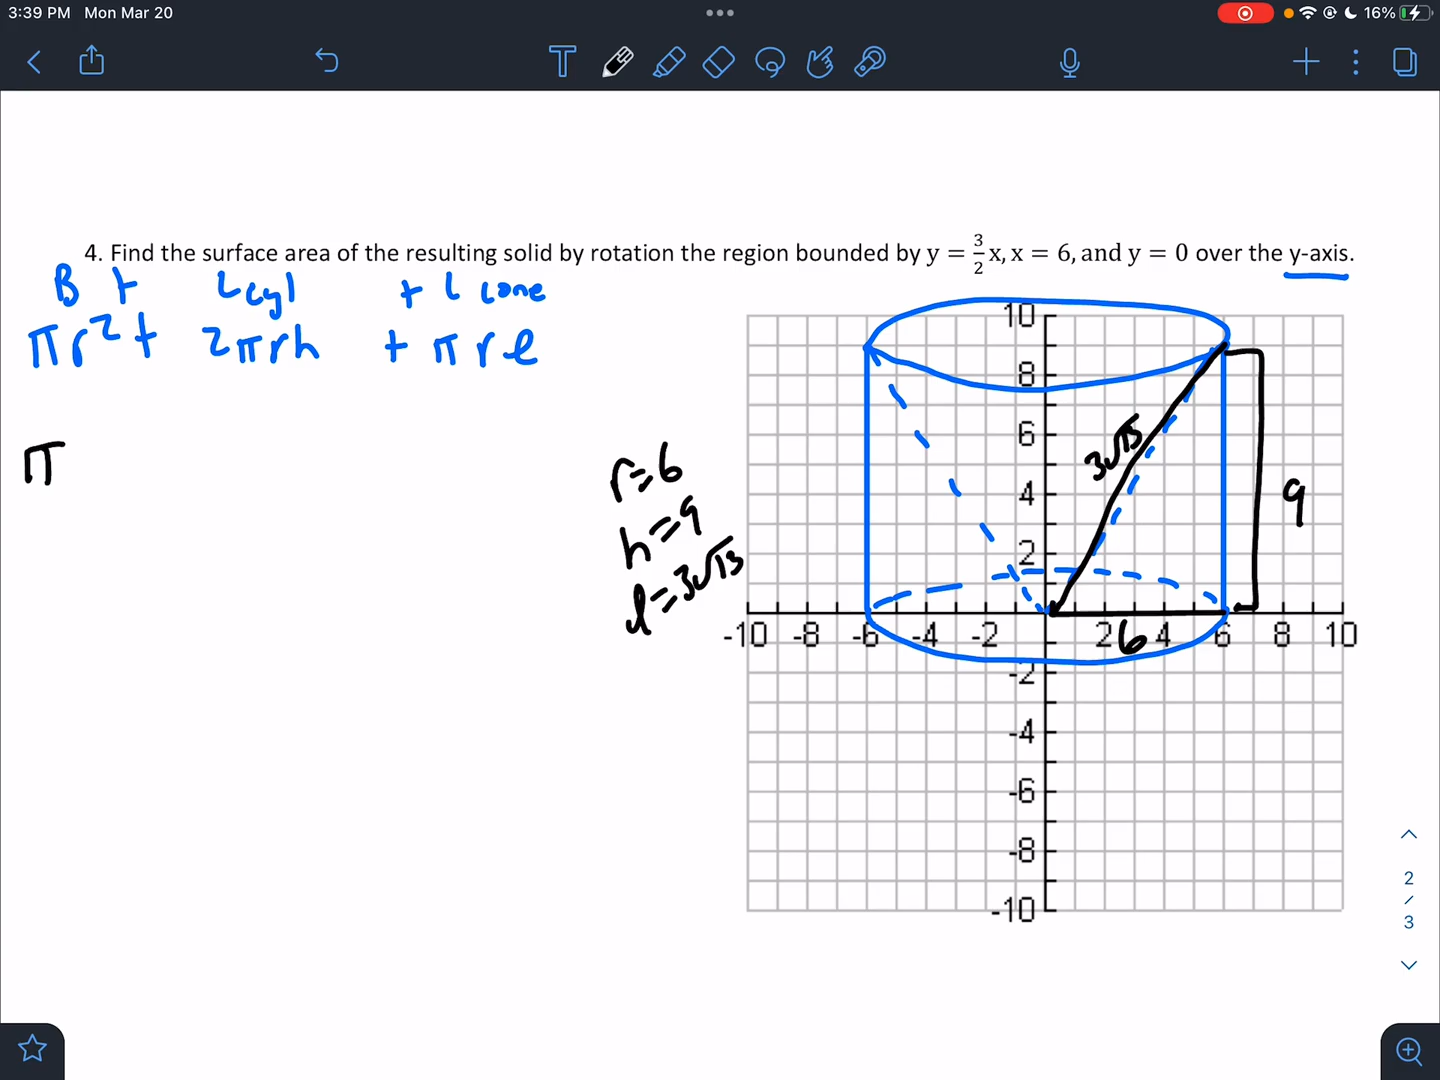 3:39 PM Mon Mar 20
16%
4. Find the surface area of the resulting solid by rotation the region bounded by y = 3/2 x, x = 6, and y = 0 over the y-axis.
B + L cyl + L cone
πr² + 2πrh + πrl
π
r=6
h=9
l=3√13
3√13
9
6
10
8
6
4
2
-10 -8 -6 -4 -2 2 4 6 8 10
-2
-4
-6
-8
-10
2
/
3